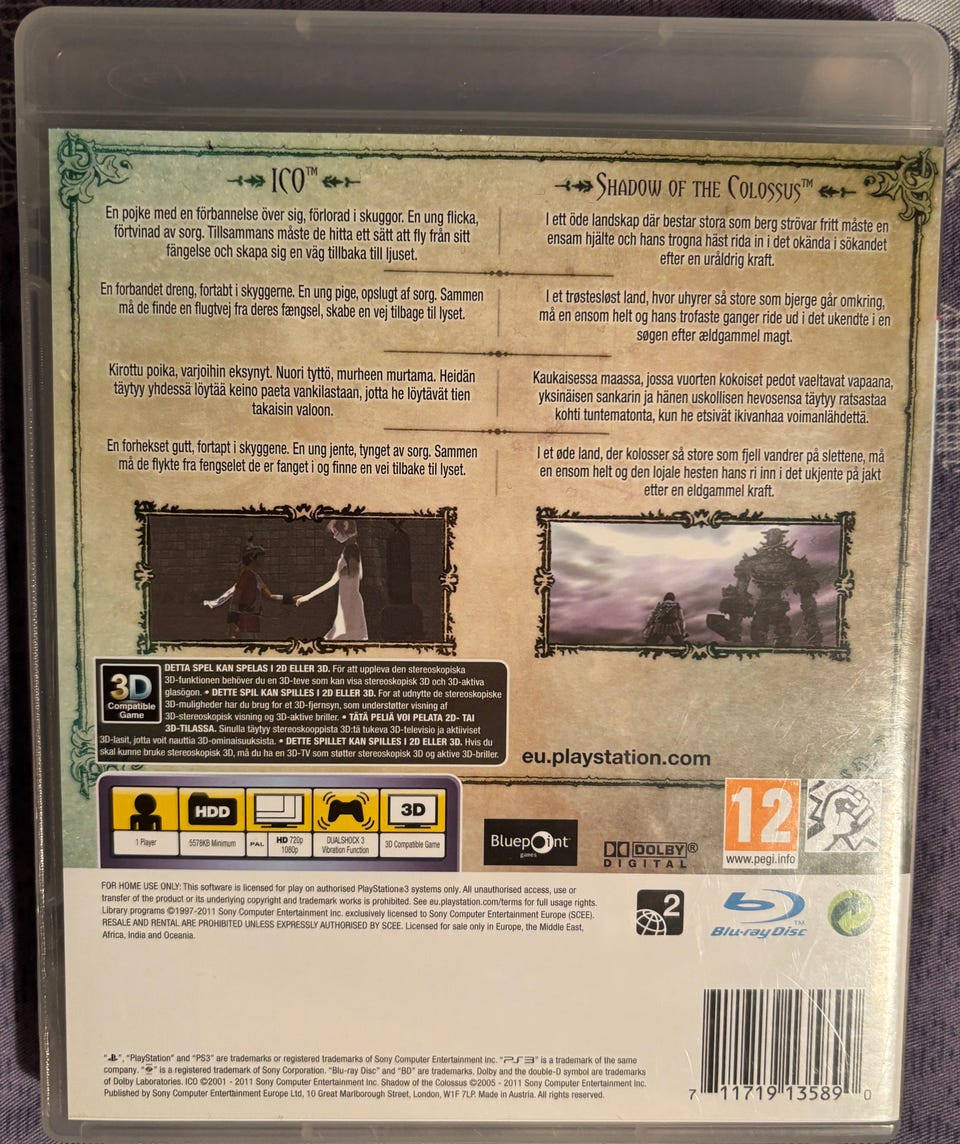 ICO™
En pojke med en förbannelse över sig, förlorad i skuggor. En ung flicka,
förtvinad av sorg. Tillsammans måste de hitta ett sätt att fly från sitt
fängelse och skapa sig en väg tillbaka till ljuset.
En forbandet dreng, fortabt i skyggerne. En ung pige, opslugt af sorg. Sammen
må de finde en flugtvej fra deres fængsel, skabe en vej tilbage til lyset.
Kirottu poika, varjoihin eksynyt. Nuori tyttö, murheen murtama. Heidän
täytyy yhdessä löytää keino paeta vankilastaan, jotta he löytävät tien
takaisin valoon.
En forhekset gutt, fortapt i skyggene. En ung jente, tynget av sorg. Sammen
må de flykte fra fengselet de er fanget i og finne en vei tilbake til lyset.
SHADOW OF THE COLOSSUS™
I ett öde landskap där bestar stora som berg strövar fritt måste en
ensam hjälte och hans trogna häst rida in i det okända i sökandet
efter en uråldrig kraft.
I et trøstesløst land, hvor uhyrer så store som bjerge går omkring,
må en ensom helt og hans trofaste ganger ride ud i det ukendte i en
søgen efter ældgammel magt.
Kaukaisessa maassa, jossa vuorten kokoiset pedot vaeltavat vapaana,
yksinäisen sankarin ja hänen uskollisen hevosensa täytyy ratsastaa
kohti tuntematonta, kun he etsivät ikivanhaa voimanlähdettä.
I et øde land, der kolosser så store som fjell vandrer på slettene, må
en ensom helt og den lojale hesten hans ri inn i det ukjente på jakt
etter en eldgammel kraft.
3D
Compatible
Game
DETTA SPEL KAN SPELAS I 2D ELLER 3D. För att uppleva den stereoskopiska
3D-funktionen behöver du en 3D-teve som kan visa stereoskopisk 3D och 3D-aktiva
glasögon. • DETTE SPIL KAN SPILLES I 2D ELLER 3D. For at udnytte de stereoskopiske
3D-muligheder har du brug for et 3D-fjernsyn, som understøtter visning af
3D-stereoskopisk visning og 3D-aktive briller. • TÄTÄ PELIÄ VOI PELATA 2D- TAI
3D-TILASSA. Sinulla täytyy stereoskooppista 3D:tä tukeva 3D-televisio ja aktiiviset
3D-lasit, jotta voit nauttia 3D-ominaisuuksista. • DETTE SPILLET KAN SPILLES I 2D ELLER 3D. Hvis du
skal kunne bruke stereoskopisk 3D, må du ha en 3D-TV som støtter stereoskopisk 3D og aktive 3D-briller.
eu.playstation.com
HDD
3D
1 Player
5578KB Minimum
PAL
HD 720p
1080p
DUALSHOCK 3
Vibration Function
3D Compatible Game
Bluepoint
games
DOLBY®
DIGITAL
12
www.pegi.info
FOR HOME USE ONLY: This software is licensed for play on authorised PlayStation®3 systems only. All unauthorised access, use or
transfer of the product or its underlying copyright and trademark works is prohibited. See eu.playstation.com/terms for full usage rights.
Library programs ©1997-2011 Sony Computer Entertainment Inc. exclusively licensed to Sony Computer Entertainment Europe (SCEE).
RESALE AND RENTAL ARE PROHIBITED UNLESS EXPRESSLY AUTHORISED BY SCEE. Licensed for sale only in Europe, the Middle East,
Africa, India and Oceania.
2
Blu-ray Disc™
"PS", "PlayStation" and "PS3" are trademarks or registered trademarks of Sony Computer Entertainment Inc. "PS3" is a trademark of the same
company. " " is a registered trademark of Sony Corporation. "Blu-ray Disc" and "BD" are trademarks. Dolby and the double-D symbol are trademarks
of Dolby Laboratories. ICO ©2001 - 2011 Sony Computer Entertainment Inc. Shadow of the Colossus ©2005 - 2011 Sony Computer Entertainment Inc.
Published by Sony Computer Entertainment Europe Ltd, 10 Great Marlborough Street, London, W1F 7LP. Made in Austria. All rights reserved.
7 11719 13589 0